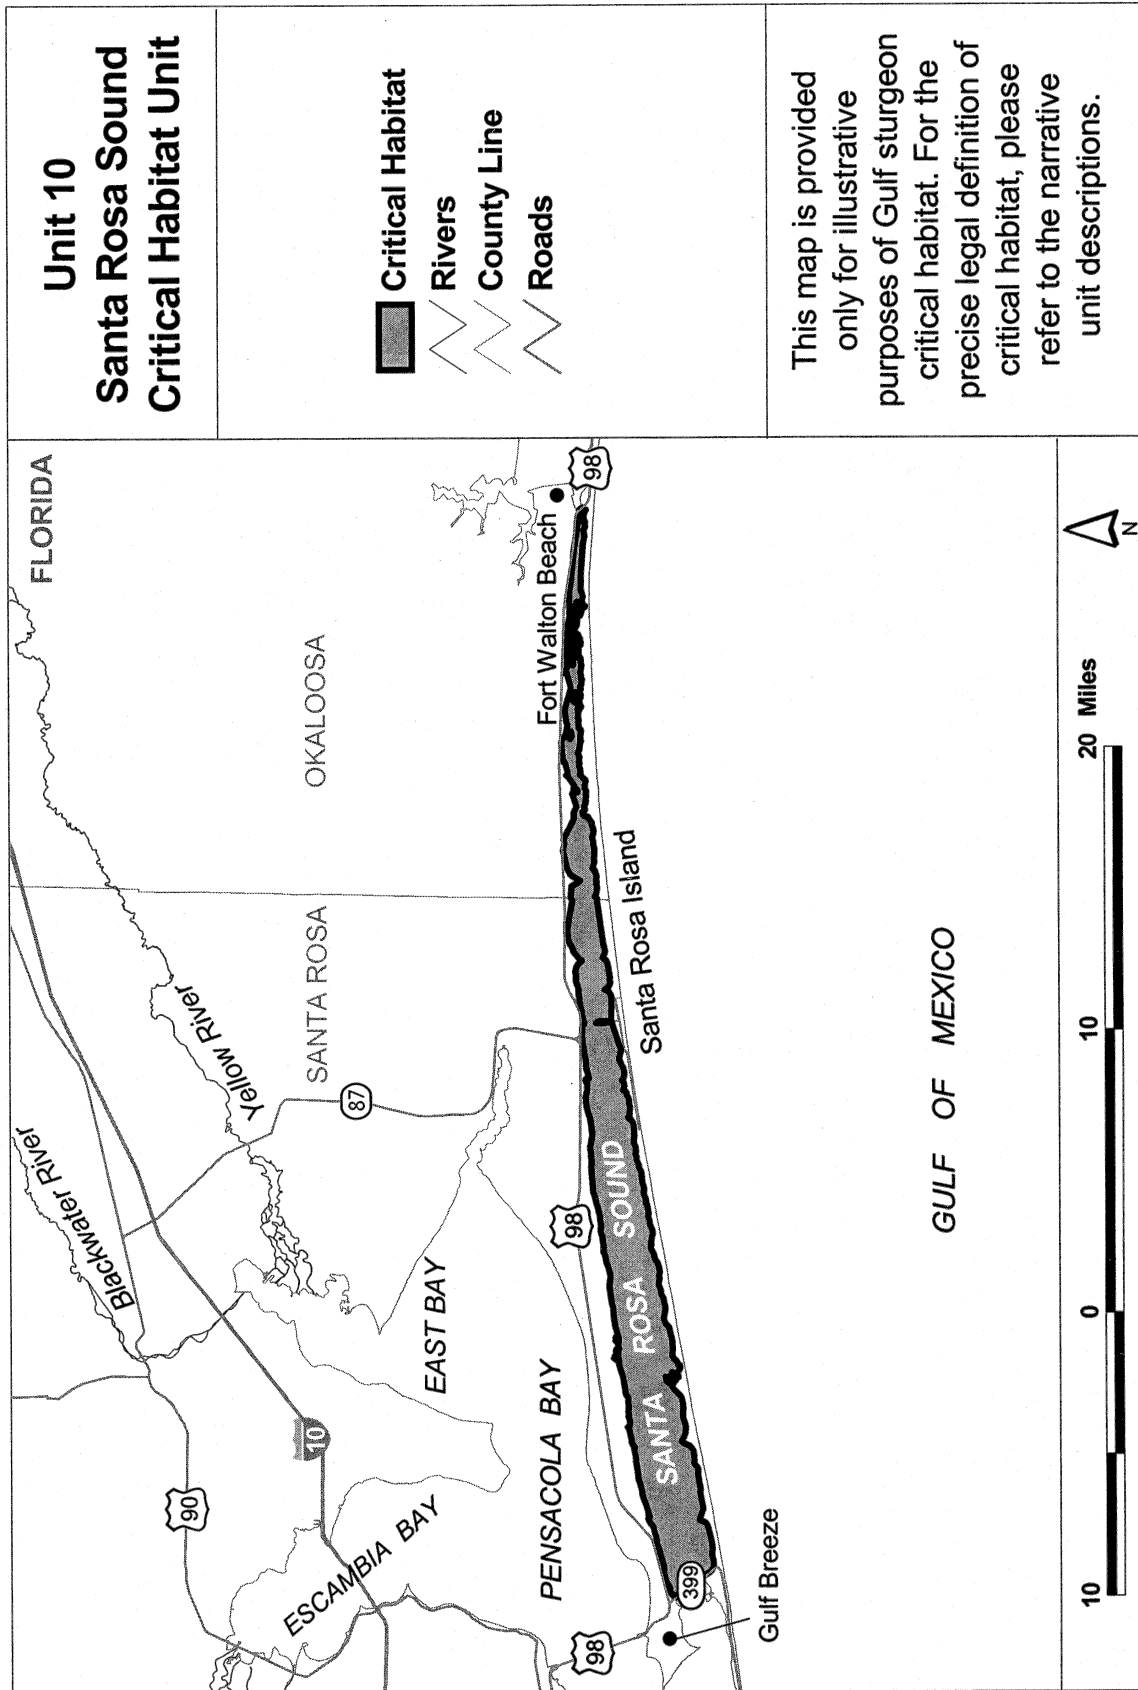 Unit 10
Santa Rosa Sound
Critical Habitat Unit
Critical Habitat
Rivers
County Line
Roads
This map is provided
only for illustrative
purposes of Gulf sturgeon
critical habitat. For the
precise legal definition of
critical habitat, please
refer to the narrative
unit descriptions.
FLORIDA
Blackwater River
Yellow River
90
10
87
SANTA ROSA
OKALOOSA
ESCAMBIA BAY
EAST BAY
PENSACOLA BAY
98
98
98
Fort Walton Beach
399
Gulf Breeze
SANTA ROSA SOUND
Santa Rosa Island
GULF OF MEXICO
10 0 10 20 Miles
N